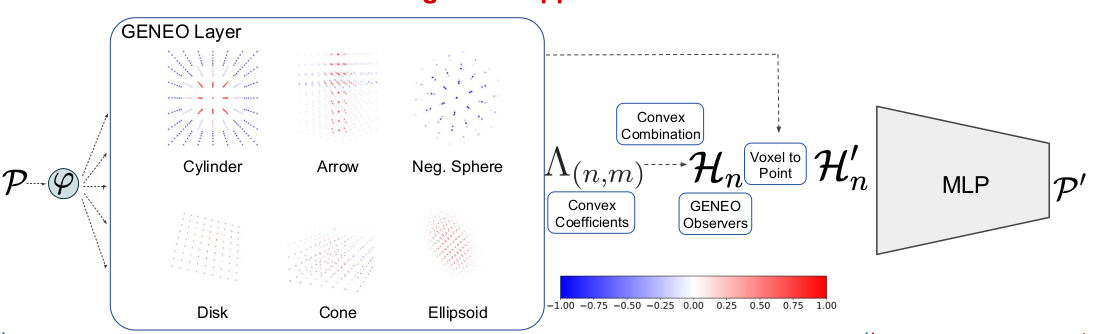 GENEO Layer
Cylinder
Arrow
Neg. Sphere
Disk
Cone
Ellipsoid
𝒫
φ
Λ(n,m)
Convex
Coefficients
Convex
Combination
ℋn
GENEO
Observers
Voxel to
Point
ℋ′n
MLP
𝒫′
−1.00 −0.75 −0.50 −0.25 0.00 0.25 0.50 0.75 1.00